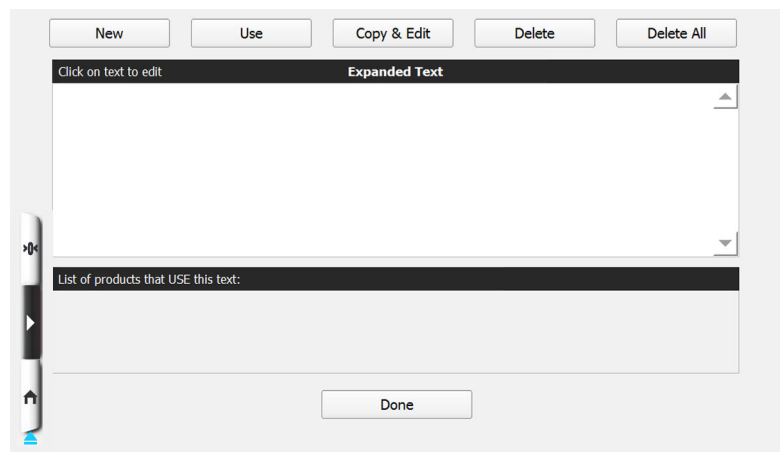 New Use Copy & Edit Delete Delete All
Click on text to edit Expanded Text
>0<
List of products that USE this text:
Done